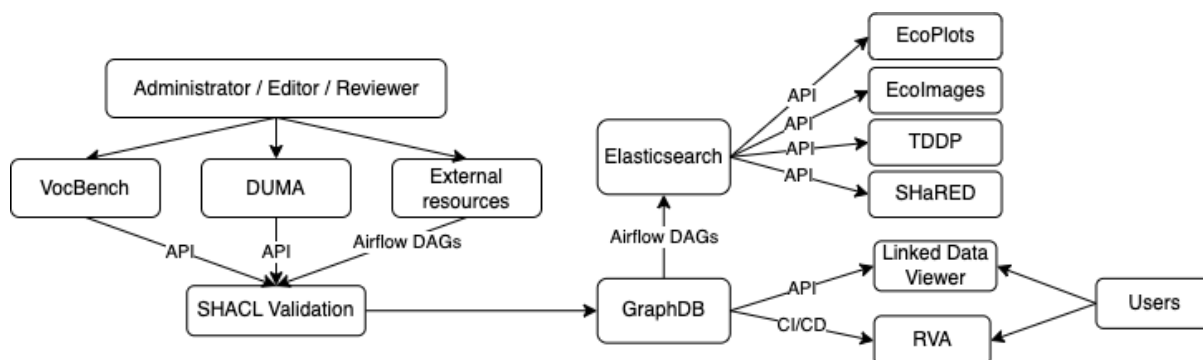 Administrator / Editor / Reviewer
VocBench
DUMA
External
resources
API
API
Airflow DAGs
SHACL Validation
Elasticsearch
Airflow DAGs
GraphDB
API
API
API
API
EcoPlots
EcoImages
TDDP
SHaRED
API
CI/CD
Linked Data
Viewer
RVA
Users